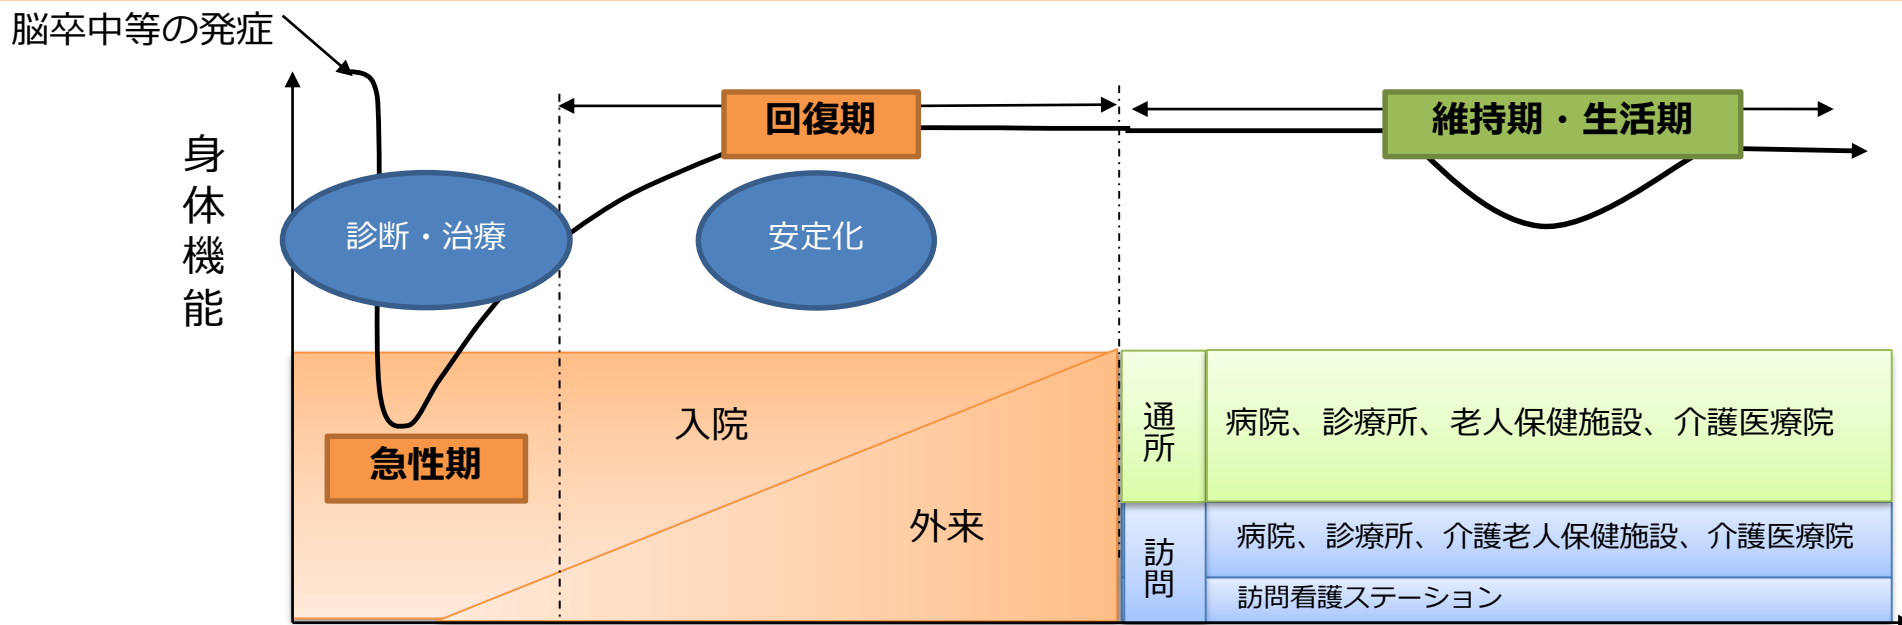 脳卒中等の発症
身体機能
回復期
維持期・生活期
診断・治療
安定化
急性期
入院
外来
通所
病院、診療所、老人保健施設、介護医療院
訪問
病院、診療所、介護老人保健施設、介護医療院
訪問看護ステーション